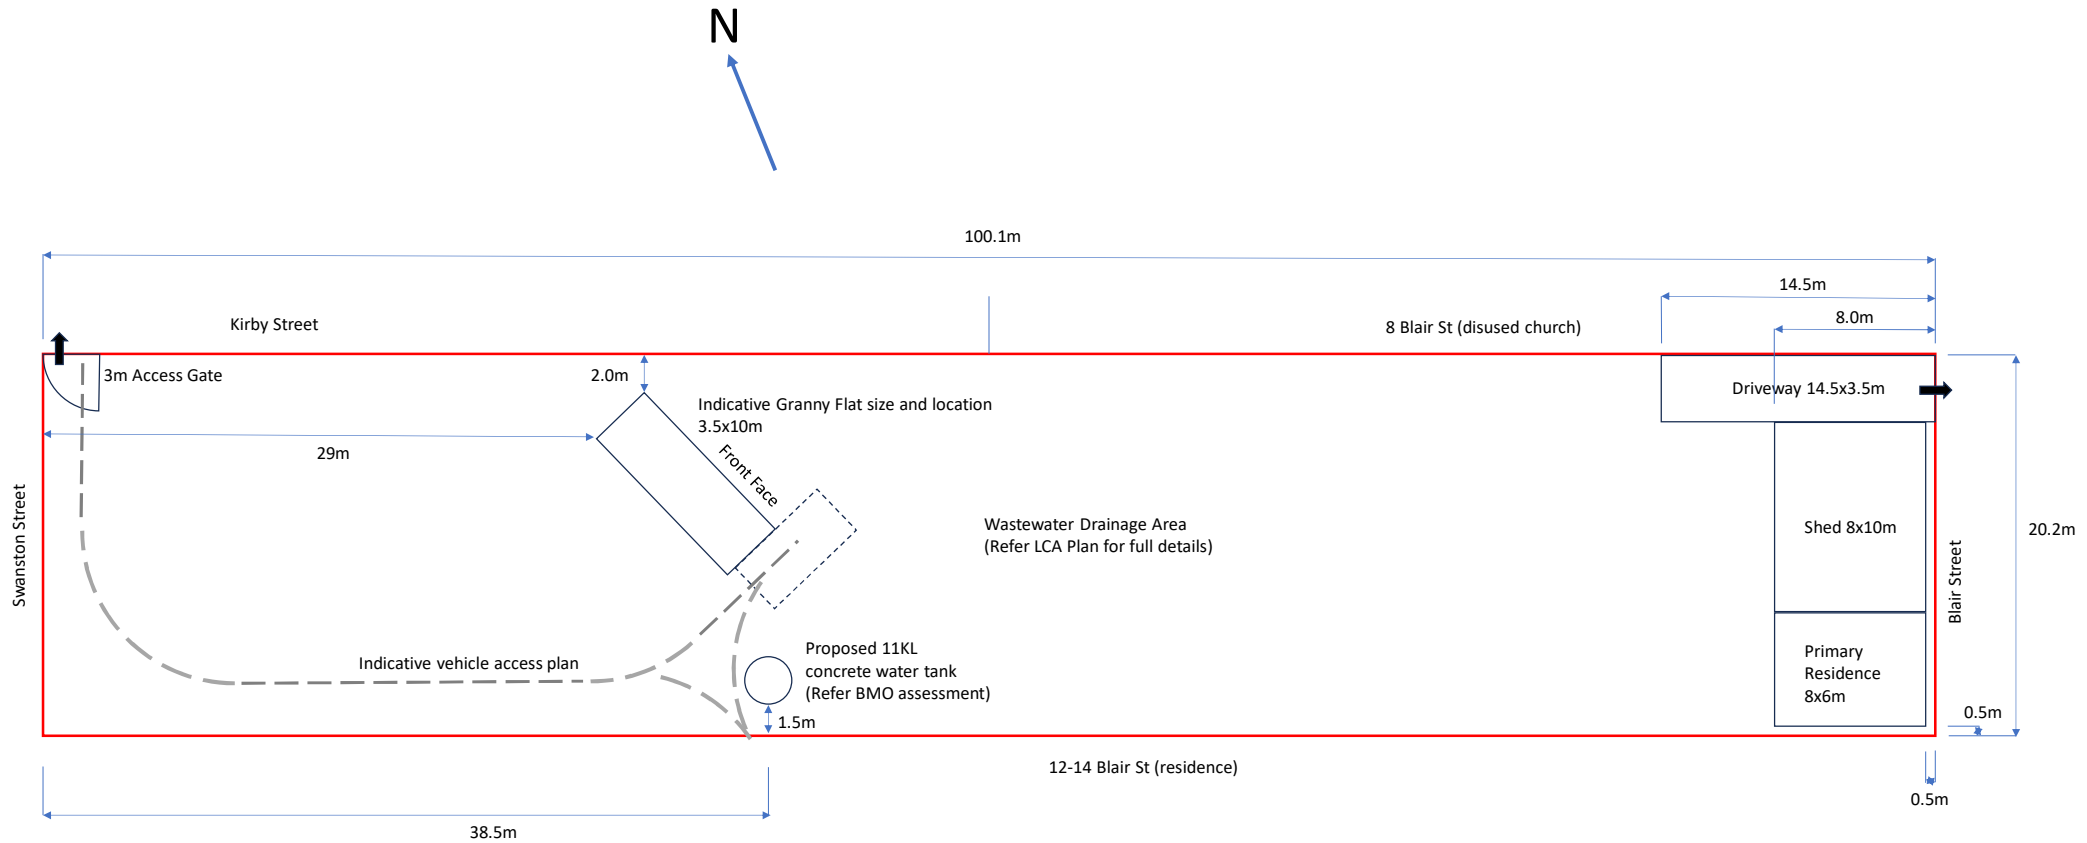 N
100.1m
14.5m
8.0m
Kirby Street
8 Blair St (disused church)
3m Access Gate
2.0m
Driveway 14.5x3.5m
Indicative Granny Flat size and location
3.5x10m
29m
Front Face
Swanston Street
Wastewater Drainage Area
(Refer LCA Plan for full details)
Shed 8x10m
20.2m
Blair Street
Indicative vehicle access plan
Proposed 11KL
concrete water tank
(Refer BMO assessment)
Primary
Residence
8x6m
1.5m
0.5m
12-14 Blair St (residence)
0.5m
38.5m